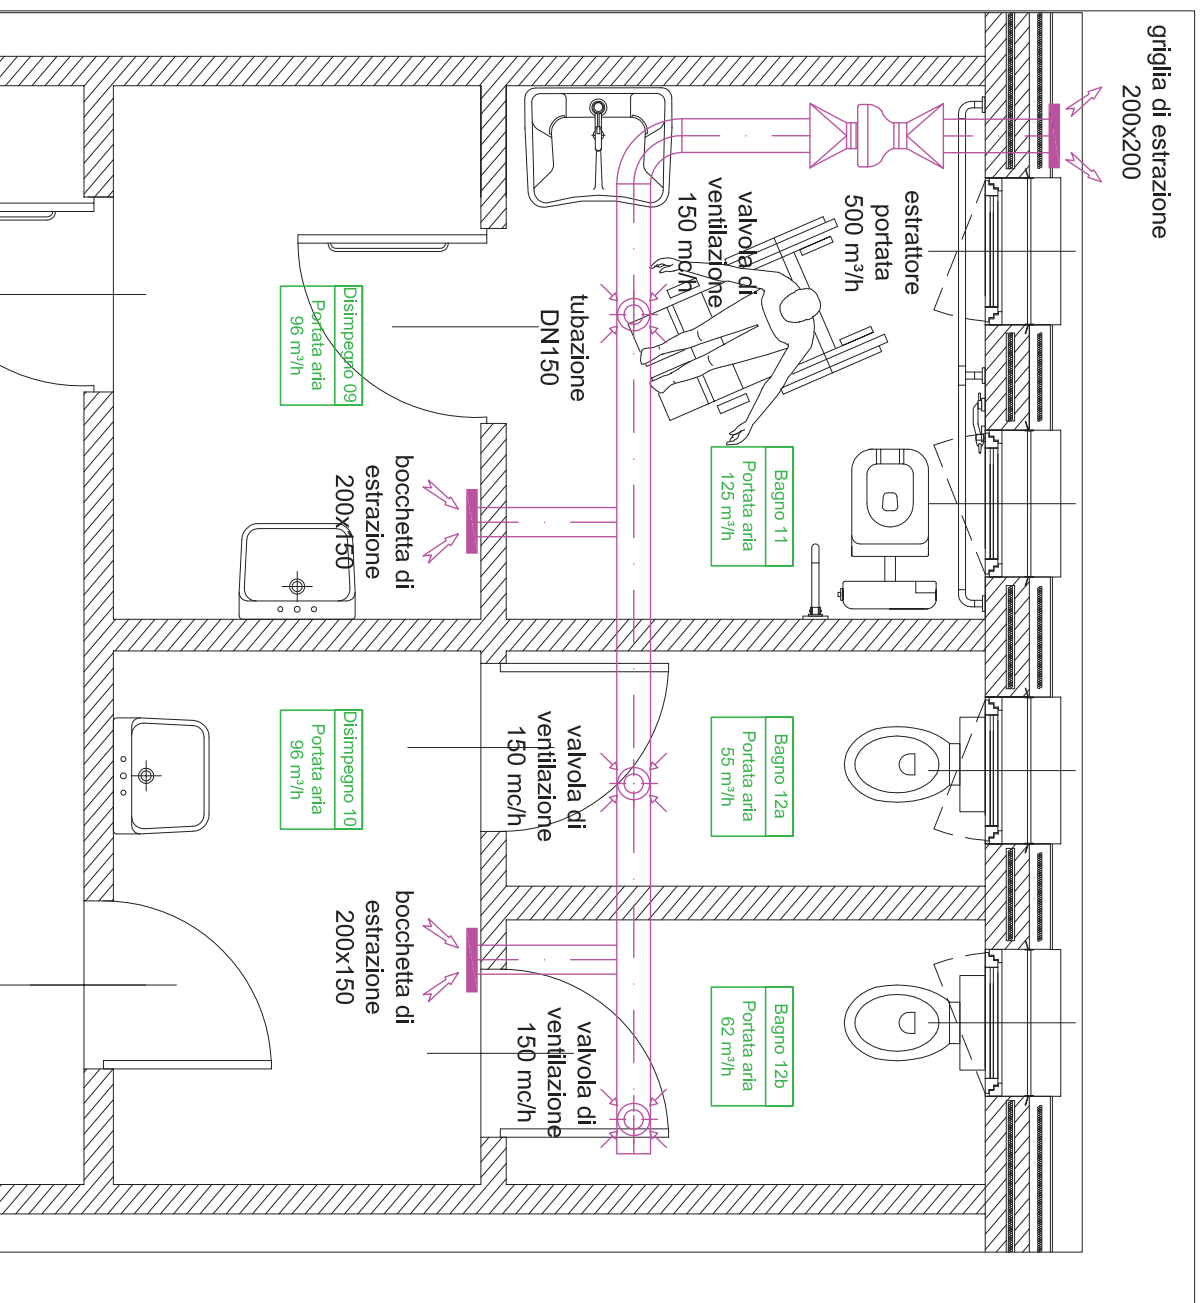 griglia di estrazione
200x200
estrattore
portata
500 m³/h
valvola di
ventilazione
150 mc/h
tubazione
DN150
Disimpegno 09
Portata aria
96 m³/h
bocchetta di
estrazione
200x150
Bagno 11
Portata aria
125 m³/h
valvola di
ventilazione
150 mc/h
Disimpegno 10
Portata aria
96 m³/h
Bagno 12a
Portata aria
55 m³/h
bocchetta di
estrazione
200x150
valvola di
ventilazione
150 mc/h
Bagno 12b
Portata aria
62 m³/h